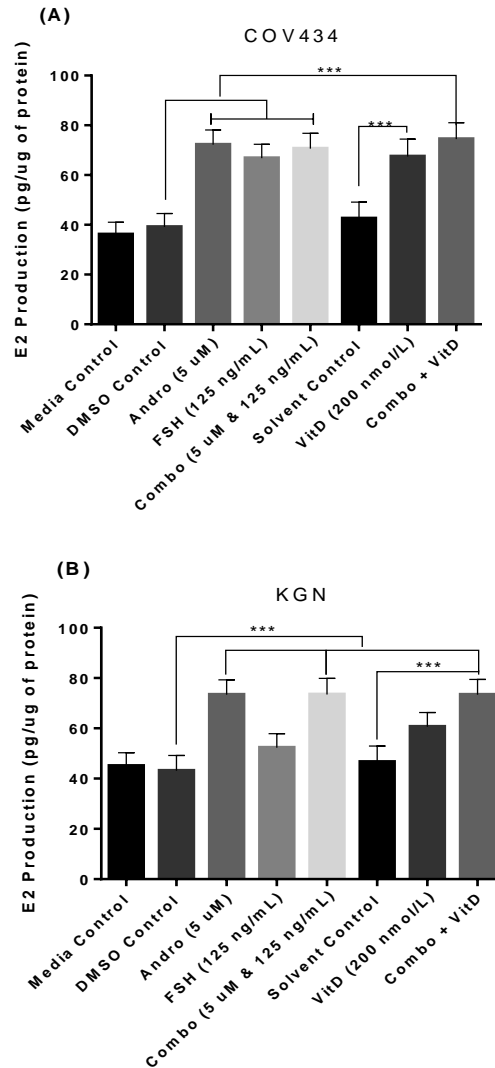 (A)
COV434
***
***
100
80
60
40
20
0
E2 Production (pg/ug of protein)
Media Control
DMSO Control
Andro (5 uM)
FSH (125 ng/mL)
Combo (5 uM & 125 ng/mL)
Solvent Control
VitD (200 nmol/L)
Combo + VitD
(B)
KGN
***
***
100
80
60
40
20
0
E2 Production (pg/ug of protein)
Media Control
DMSO Control
Andro (5 uM)
FSH (125 ng/mL)
Combo (5 uM & 125 ng/mL)
Solvent Control
VitD (200 nmol/L)
Combo + VitD